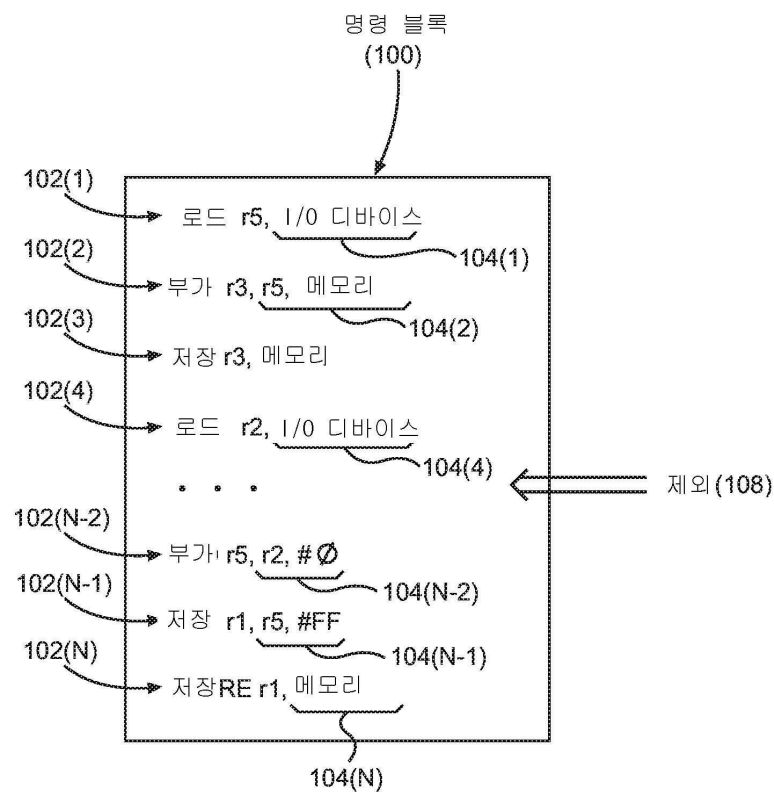 명령 블록
(100)
102(1)
로드 r5, I/O 디바이스
104(1)
102(2)
부가 r3, r5, 메모리
104(2)
102(3)
저장 r3, 메모리
102(4)
로드 r2, I/O 디바이스
104(4)
. . .
제외(108)
102(N-2)
부가 r5, r2, #Ø
104(N-2)
102(N-1)
저장 r1, r5, #FF
104(N-1)
102(N)
저장RE r1, 메모리
104(N)